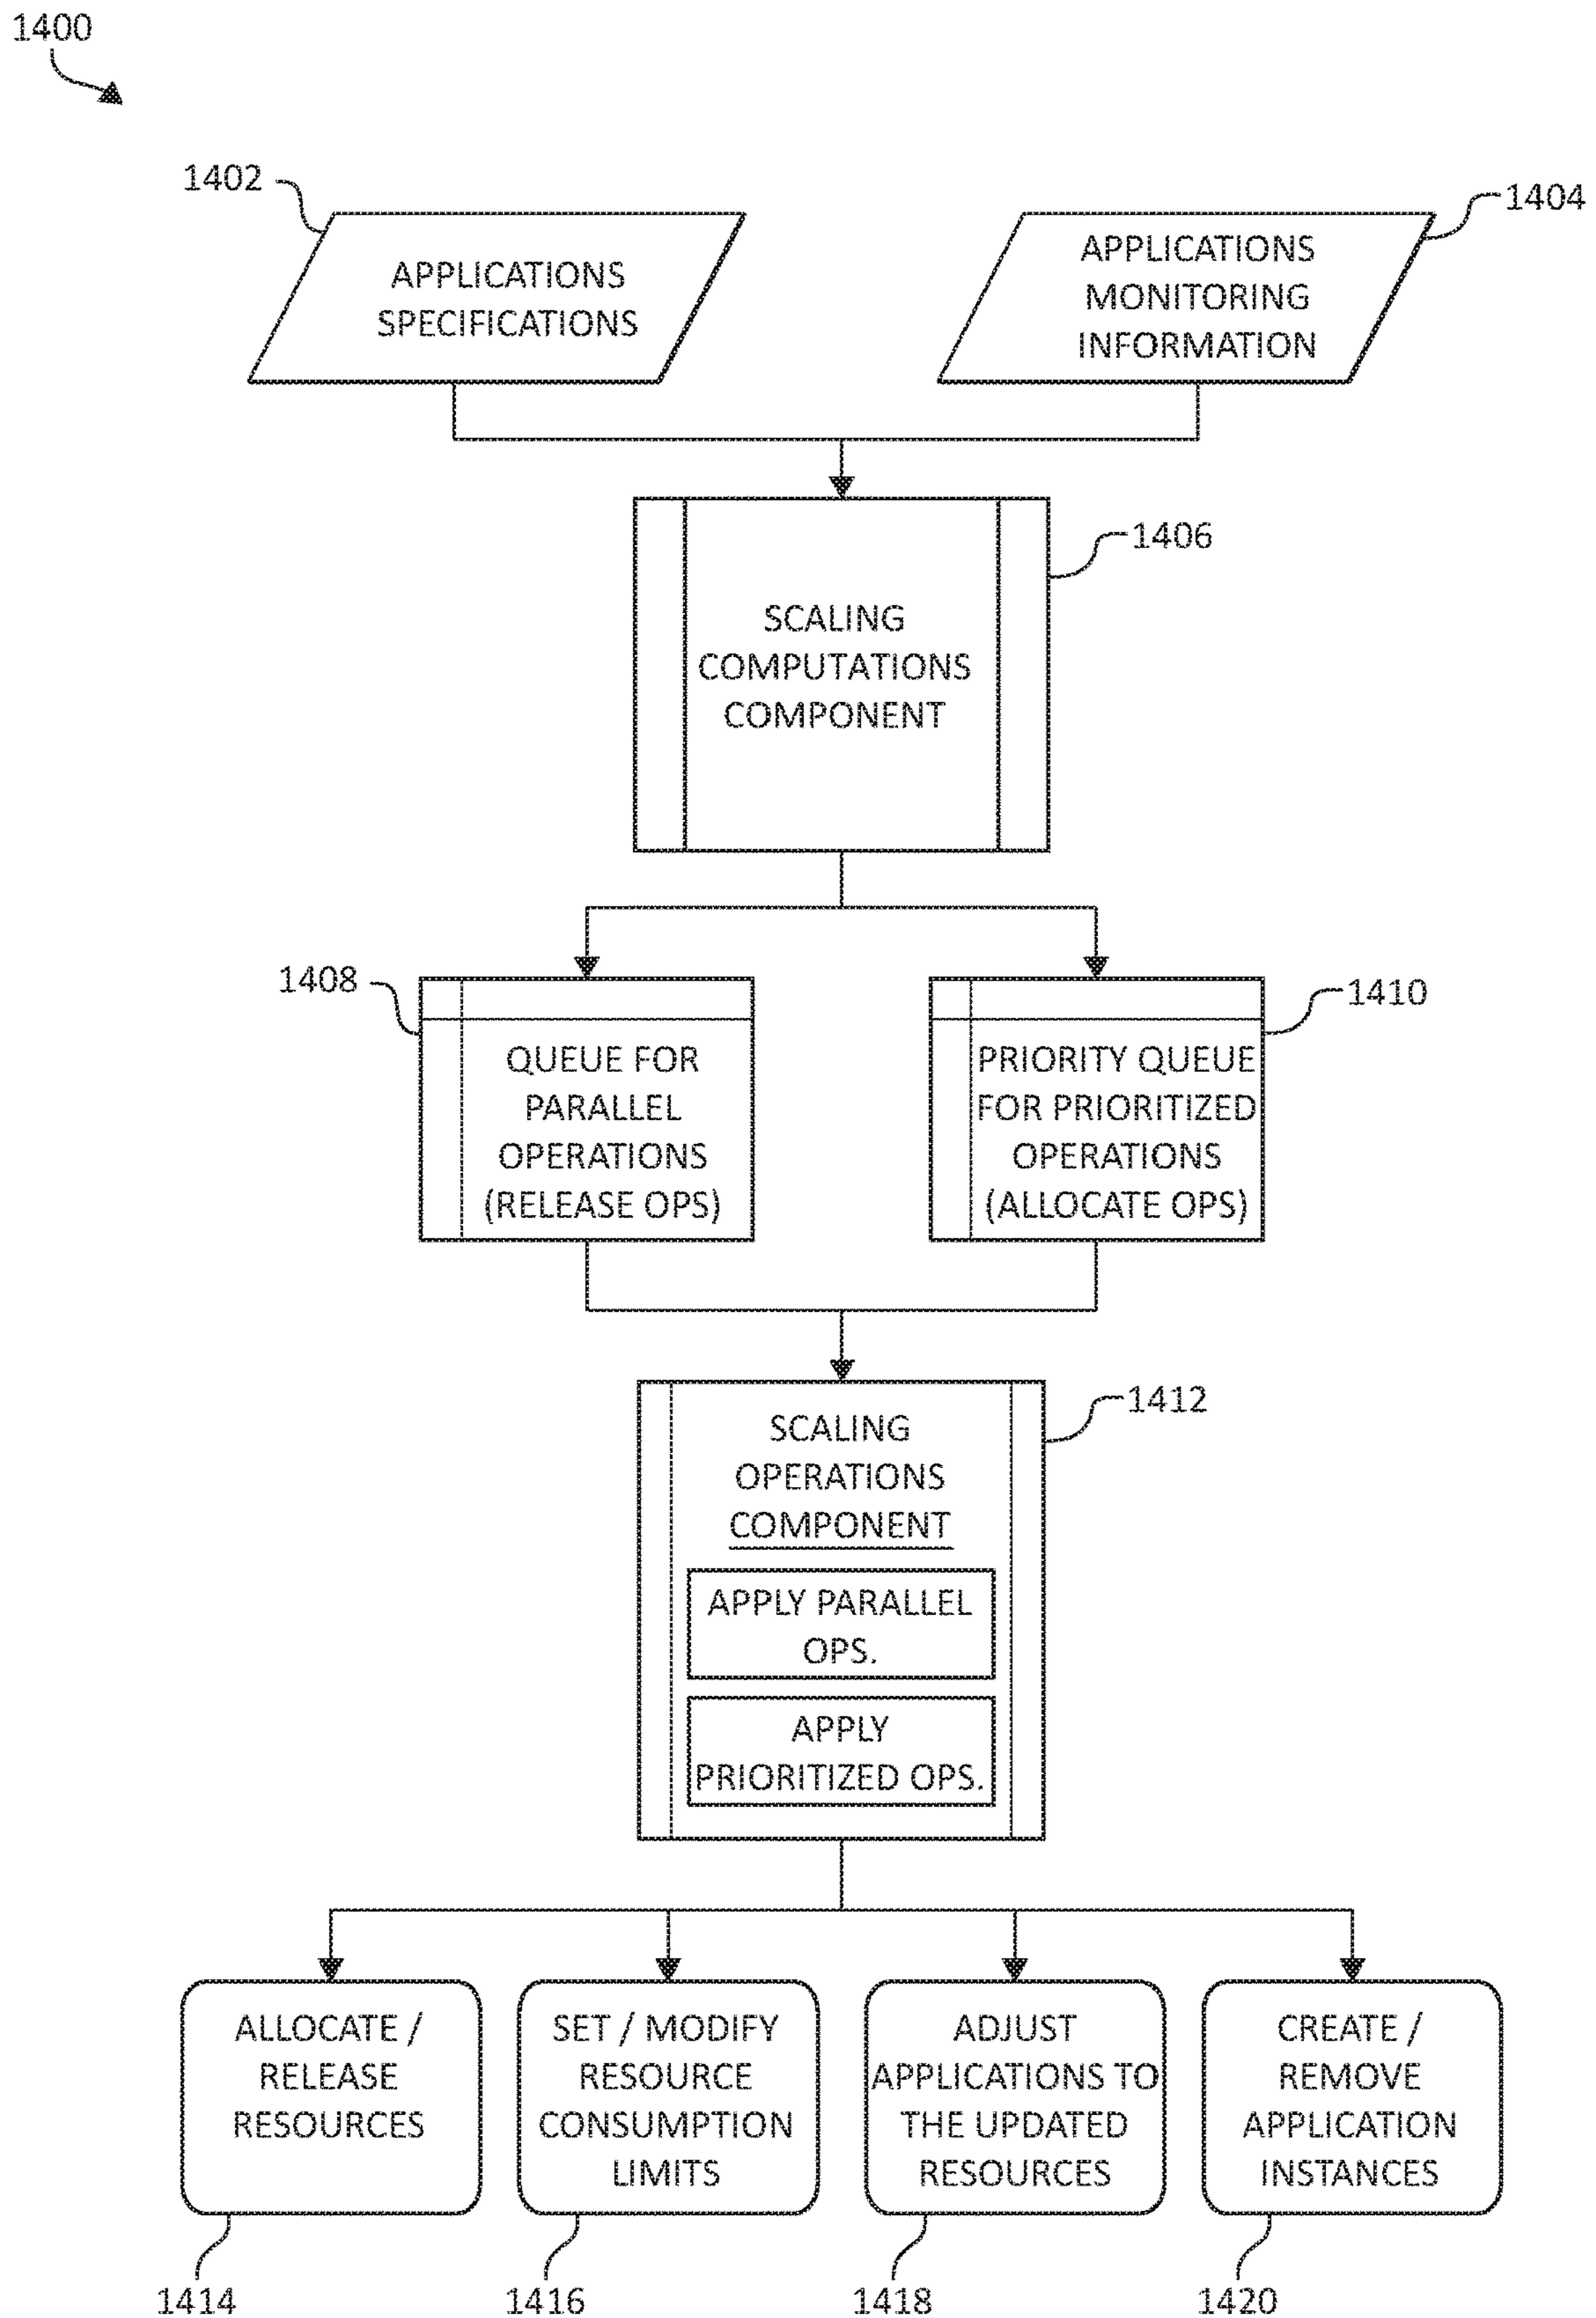 1400
1402
1404
APPLICATIONS
SPECIFICATIONS
APPLICATIONS
MONITORING
INFORMATION
1406
SCALING
COMPUTATIONS
COMPONENT
1408
1410
QUEUE FOR
PARALLEL
OPERATIONS
(RELEASE OPS)
PRIORITY QUEUE
FOR PRIORITIZED
OPERATIONS
(ALLOCATE OPS)
1412
SCALING
OPERATIONS
COMPONENT
APPLY PARALLEL
OPS.
APPLY
PRIORITIZED OPS.
ALLOCATE /
RELEASE
RESOURCES
SET / MODIFY
RESOURCE
CONSUMPTION
LIMITS
ADJUST
APPLICATIONS TO
THE UPDATED
RESOURCES
CREATE /
REMOVE
APPLICATION
INSTANCES
1414
1416
1418
1420